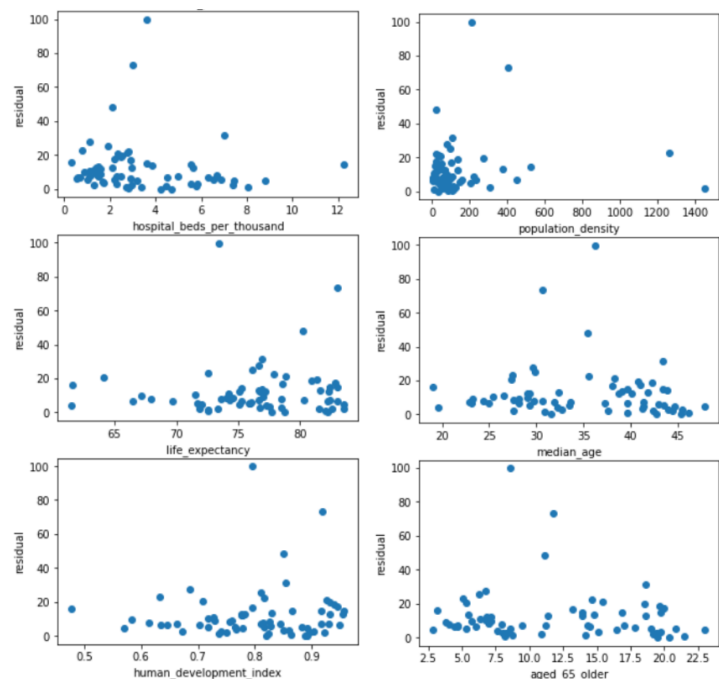 100
80
60
40
20
0
residual
0 2 4 6 8 10 12
hospital_beds_per_thousand
100
80
60
40
20
0
residual
0 200 400 600 800 1000 1200 1400
population_density
100
80
60
40
20
0
residual
65 70 75 80
life_expectancy
100
80
60
40
20
0
residual
20 25 30 35 40 45
median_age
100
80
60
40
20
0
residual
0.5 0.6 0.7 0.8 0.9
human_development_index
100
80
60
40
20
0
residual
2.5 5.0 7.5 10.0 12.5 15.0 17.5 20.0 22.5
aged_65_older